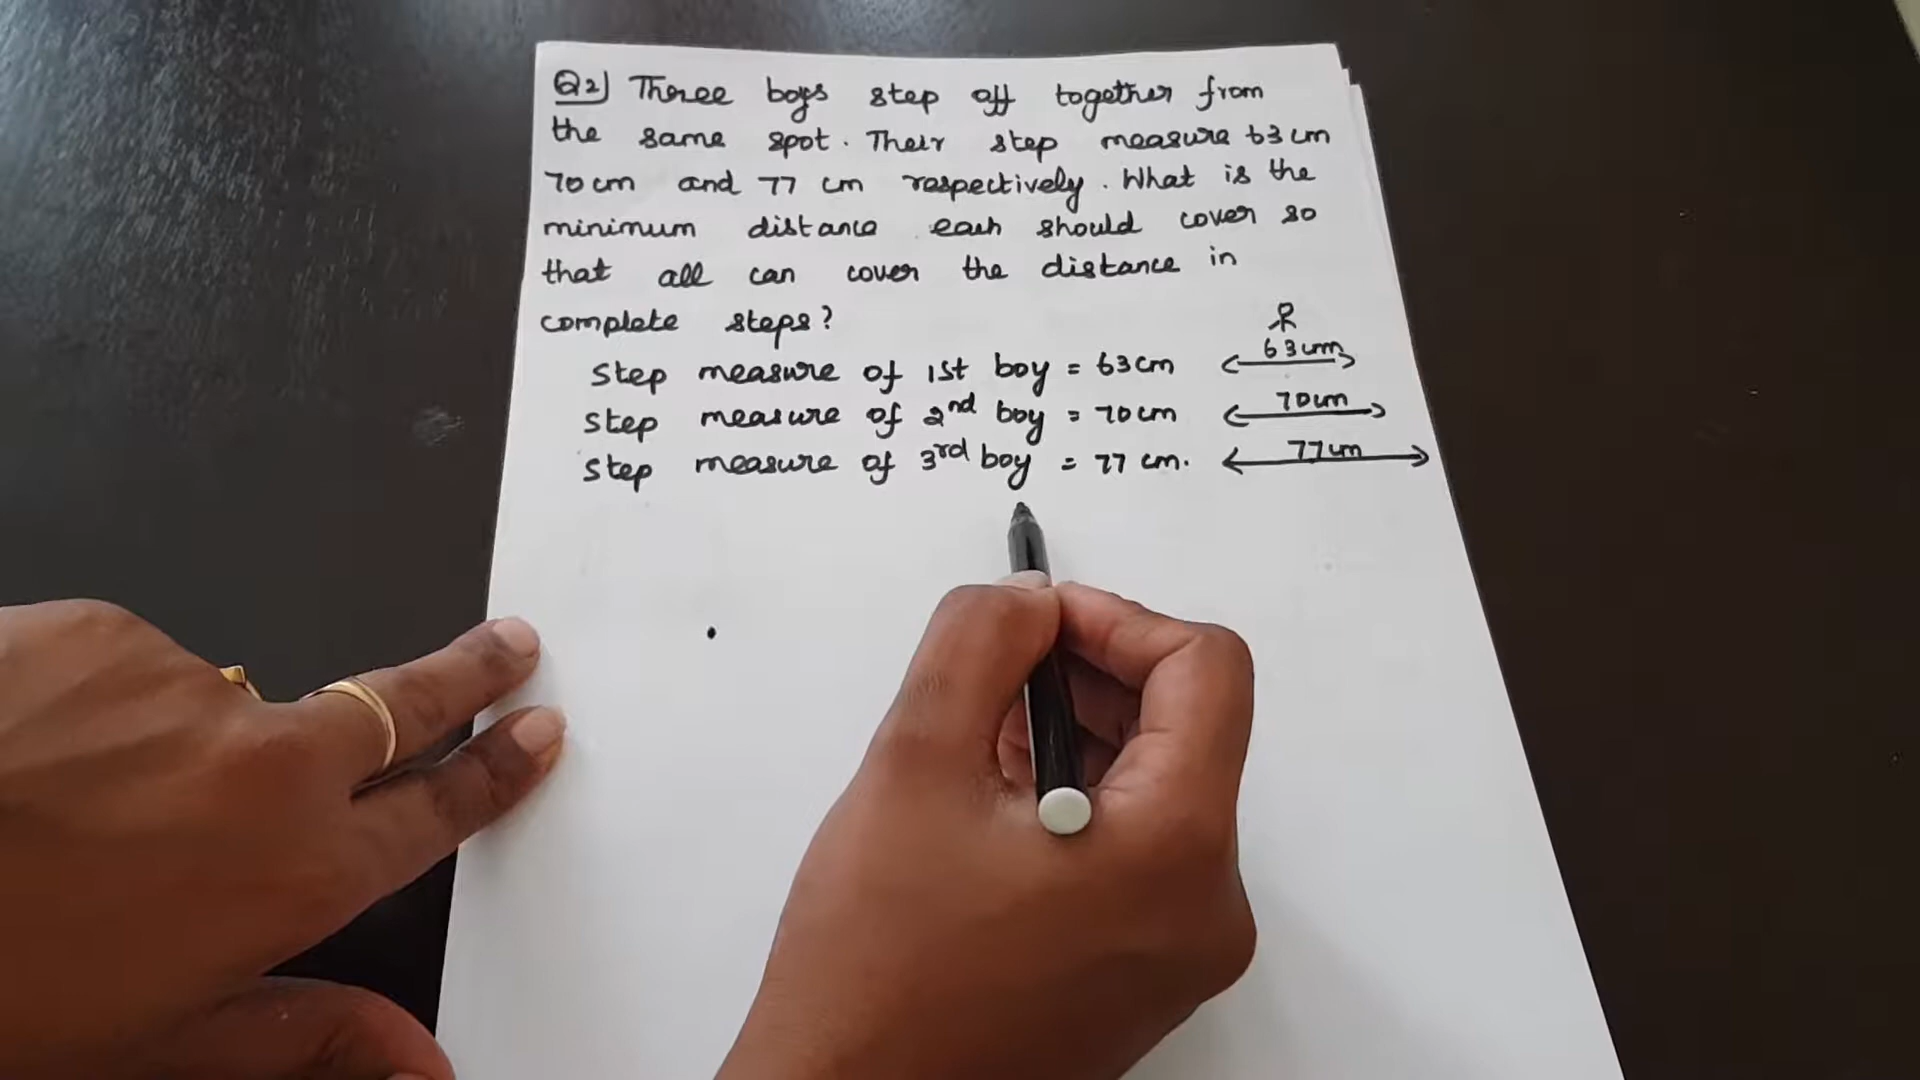 Q2) Three boys step off together from
the same spot. Their step measure 63 cm
70 cm and 77 cm respectively. What is the
minimum distance each should cover so
that all can cover the distance in
complete steps?
Step measure of 1st boy = 63 cm 63 cm
Step measure of 2nd boy = 70 cm 70 cm
Step measure of 3rd boy = 77 cm. 77 cm